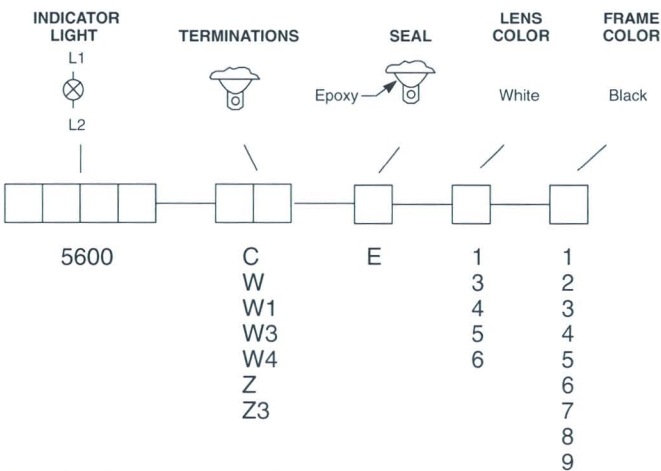 INDICATOR LIGHT
TERMINATIONS
SEAL
LENS COLOR
FRAME COLOR
L1
L2
Epoxy
White
Black
5600
C
E
1
1
W
3
2
W1
4
3
W3
5
4
W4
6
5
Z
6
Z3
7
8
9